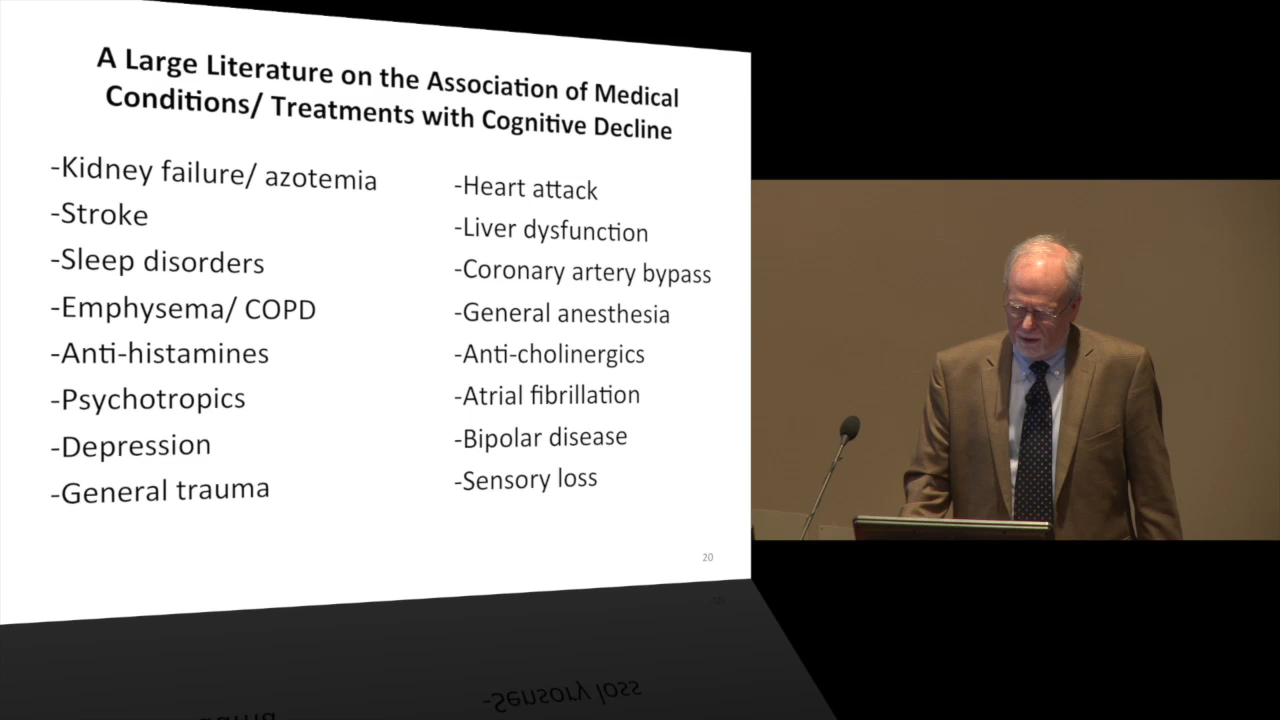 A Large Literature on the Association of Medical
Conditions/ Treatments with Cognitive Decline
-Kidney failure/ azotemia
-Stroke
-Sleep disorders
-Emphysema/ COPD
-Anti-histamines
-Psychotropics
-Depression
-General trauma
-Heart attack
-Liver dysfunction
-Coronary artery bypass
-General anesthesia
-Anti-cholinergics
-Atrial fibrillation
-Bipolar disease
-Sensory loss
20